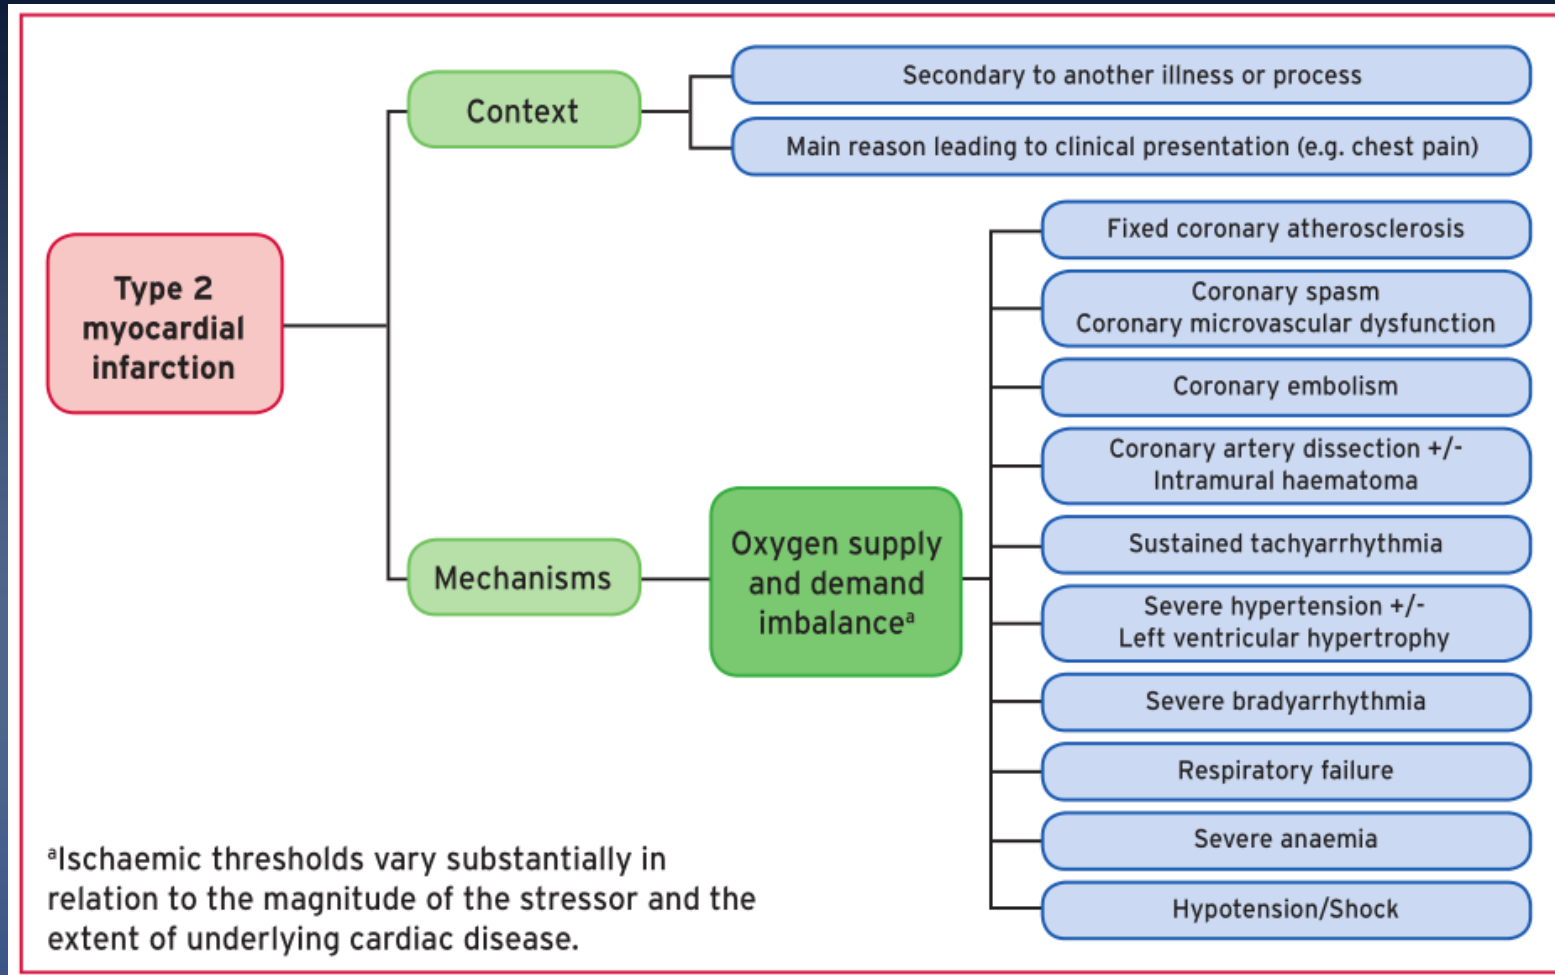 Context
Secondary to another illness or process
Main reason leading to clinical presentation (e.g. chest pain)
Type 2
myocardial
infarction
Mechanisms
Oxygen supply
and demand
imbalanceᵃ
Fixed coronary atherosclerosis
Coronary spasm
Coronary microvascular dysfunction
Coronary embolism
Coronary artery dissection +/-
Intramural haematoma
Sustained tachyarrhythmia
Severe hypertension +/-
Left ventricular hypertrophy
Severe bradyarrhythmia
Respiratory failure
Severe anaemia
Hypotension/Shock
ᵃIschaemic thresholds vary substantially in
relation to the magnitude of the stressor and the
extent of underlying cardiac disease.